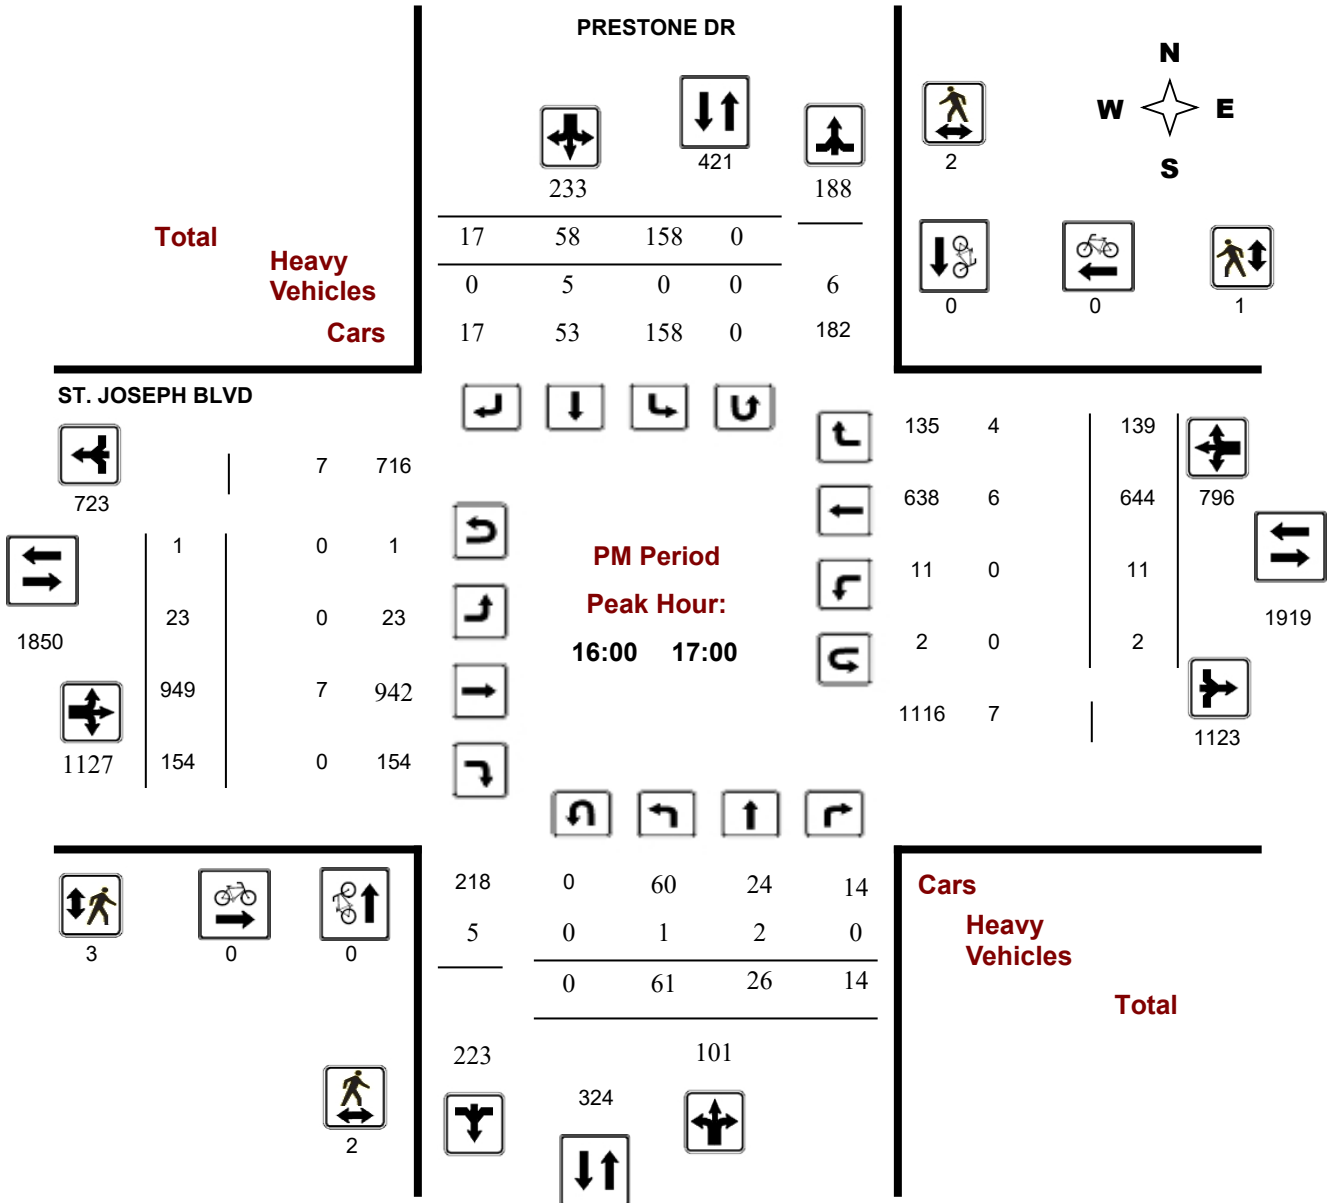 PRESTONE DR
N
W E
S
421
2
233
188
Total
17 58 158 0
Heavy
Vehicles
0 5 0 0 6
0 0 1
Cars
17 53 158 0 182
ST. JOSEPH BLVD
135 4 139
7 716
723
638 6 644 796
1 0 1
PM Period
11 0 11
Peak Hour:
23 0 23
1919
1850
16:00 17:00
2 0 2
949 7 942
1116 7
1123
1127 154 0 154
218 0 60 24 14
Cars
5 0 1 2 0
Heavy
Vehicles
3 0 0
0 61 26 14
Total
223
101
324
2